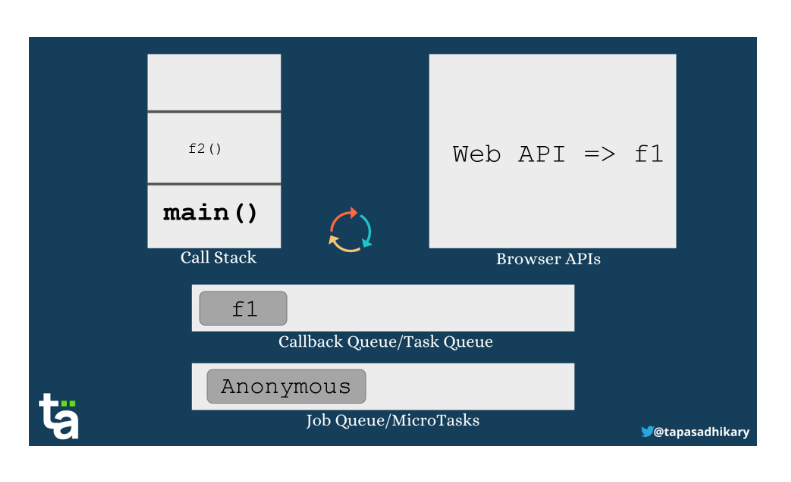 f2()
main()
Call Stack
Web API => f1
Browser APIs
f1
Callback Queue/Task Queue
Anonymous
Job Queue/MicroTasks
tä
@tapasadhikary